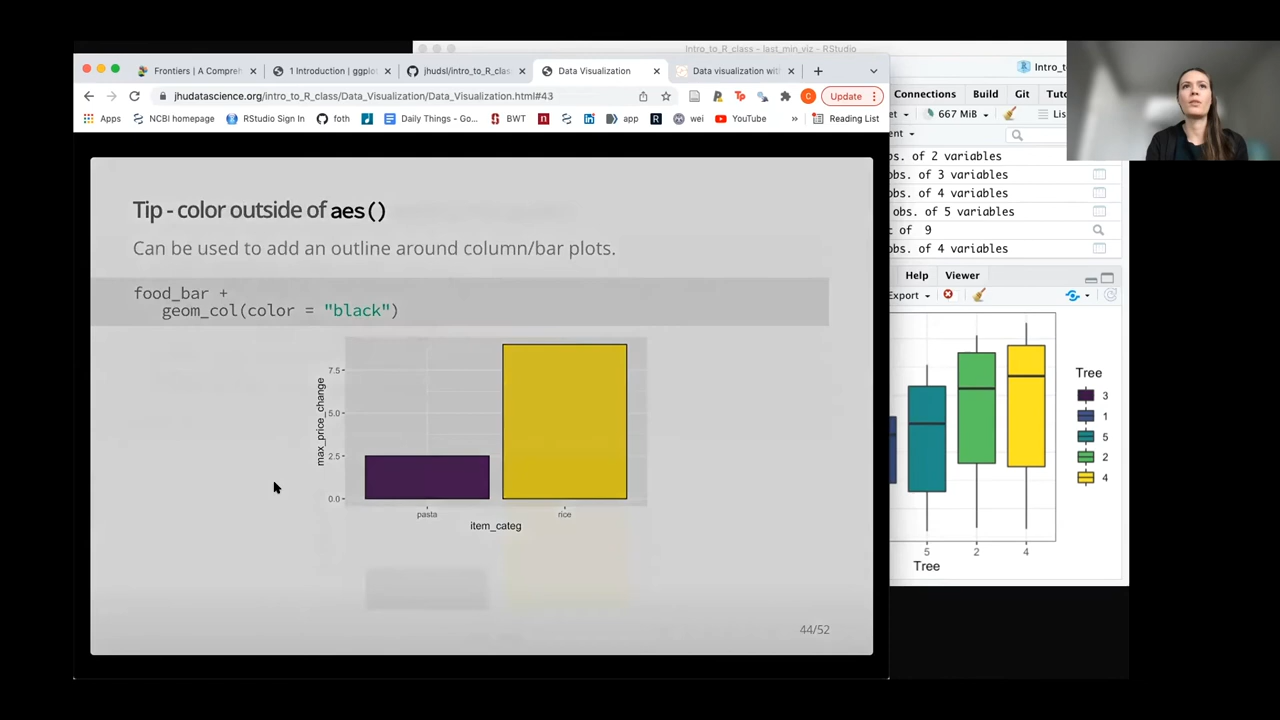 Intro_to_R_class - last_min_viz - RStudio
Frontiers | A Compreh
1 Introduction | ggplot
jhudsl/intro_to_R_clas
Data Visualization
Data visualization with
jhudatascience.org/intro_to_R_class/Data_Visualization/Data_Visualization.html#43
Update
Apps
NCBI homepage
RStudio Sign In
foth
Daily Things - Go...
BWT
app
wei
YouTube
»
Reading List
Intro_to
Connections Build Git Tuto
667 MiB
Lis
obs. of 2 variables
obs. of 3 variables
obs. of 4 variables
obs. of 5 variables
of 9
obs. of 4 variables
Help Viewer
Export
Tip - color outside of aes()
Can be used to add an outline around column/bar plots.
food_bar +
geom_col(color = "black")
7.5
5.0
2.5
0.0
max_price_change
pasta rice
item_categ
44/52
Tree
3
1
5
2
4
5 2 4
Tree